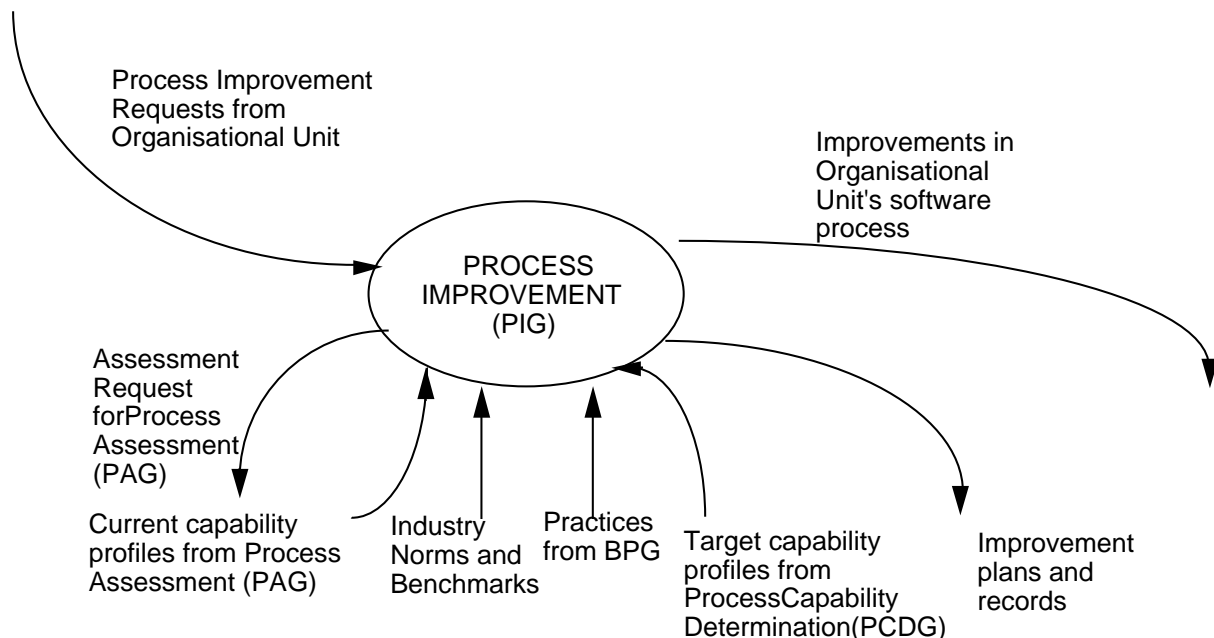 Process Improvement
Requests from
Organisational Unit
Improvements in
Organisational
Unit's software
process
PROCESS
IMPROVEMENT
(PIG)
Assessment
Request
forProcess
Assessment
(PAG)
Current capability
profiles from Process
Assessment (PAG)
Industry
Norms and
Benchmarks
Practices
from BPG
Target capability
profiles from
ProcessCapability
Determination(PCDG)
Improvement
plans and
records